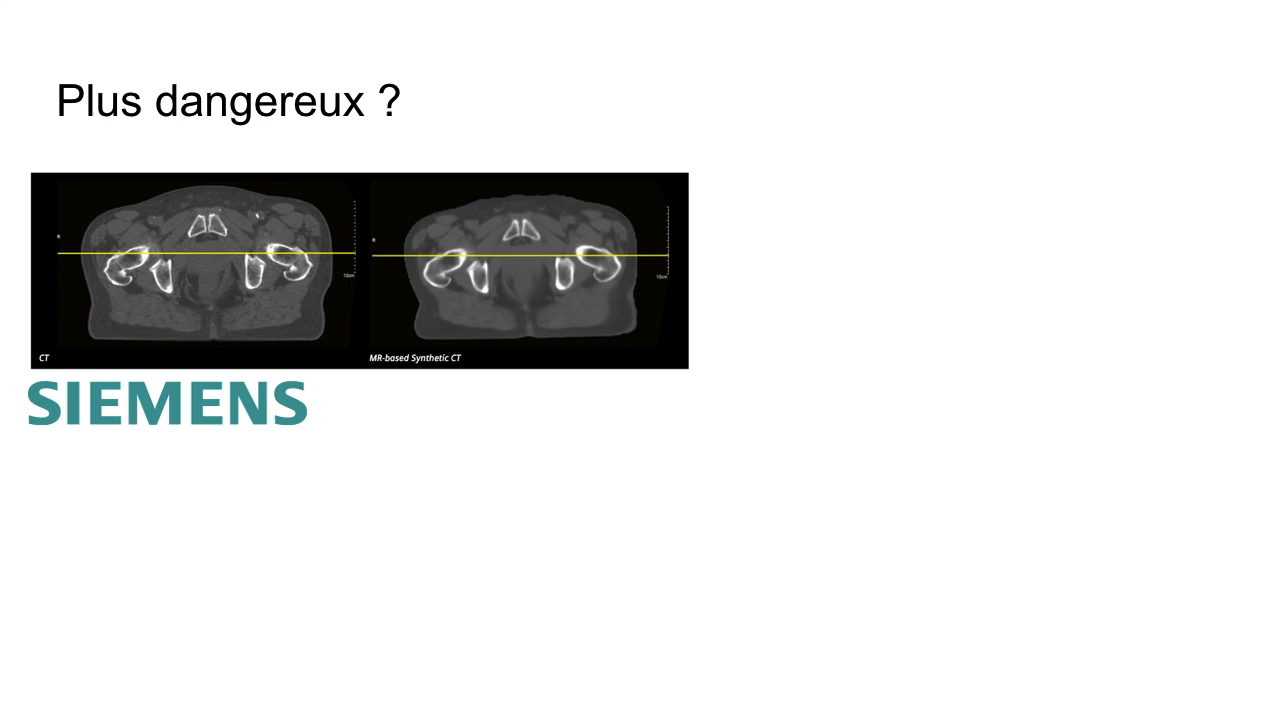 Plus dangereux ?
R
10cm
R
10cm
CT
MR-based Synthetic CT
SIEMENS